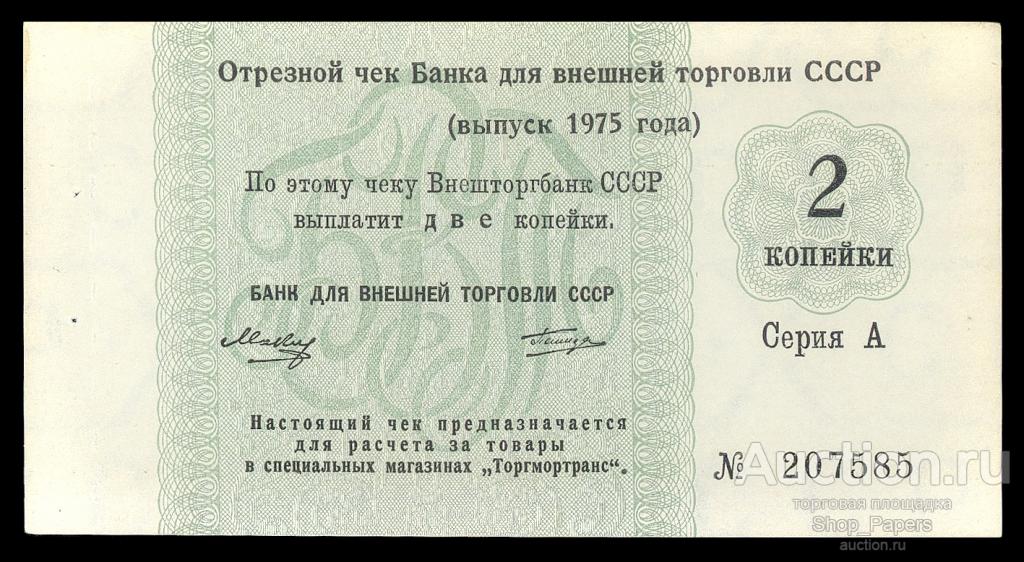 Отрезной чек Банка для внешней торговли СССР
(выпуск 1975 года)
По этому чеку Внешторгбанк СССР
выплатит две копейки.
2
КОПЕЙКИ
БАНК ДЛЯ ВНЕШНЕЙ ТОРГОВЛИ СССР
Серия А
Настоящий чек предназначается
для расчета за товары
в специальных магазинах „Торгмортранс“.
№ 207585
Auction.ru
торговая площадка
Shop_Papers
auction.ru